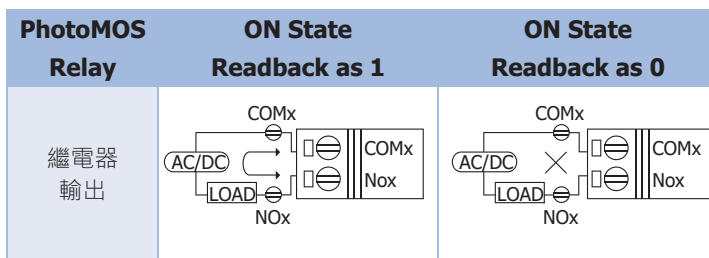 PhotoMOS
Relay
ON State
Readback as 1
ON State
Readback as 0
繼電器
輸出
COMx
AC/DC
LOAD
NOx
COMx
Nox
COMx
AC/DC
LOAD
NOx
COMx
Nox